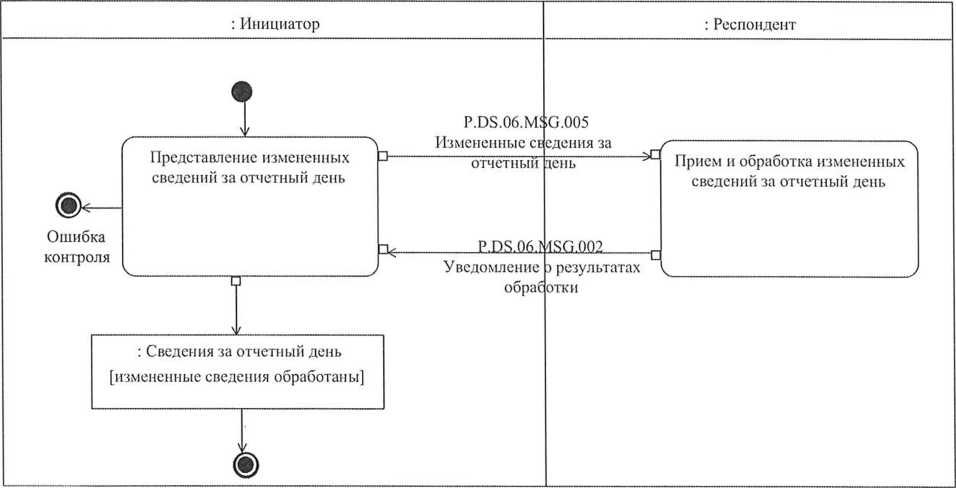 : Инициатор
: Респондент
P.DS.06.MSG.005
Измененные сведения за
отчетный день
Представление измененных
сведений за отчетный день
Прием и обработка измененных
сведений за отчетный день
Ошибка
контроля
P.DS.06.MSG.002
Уведомление о результатах
обработки
: Сведения за отчетный день
[измененные сведения обработаны]